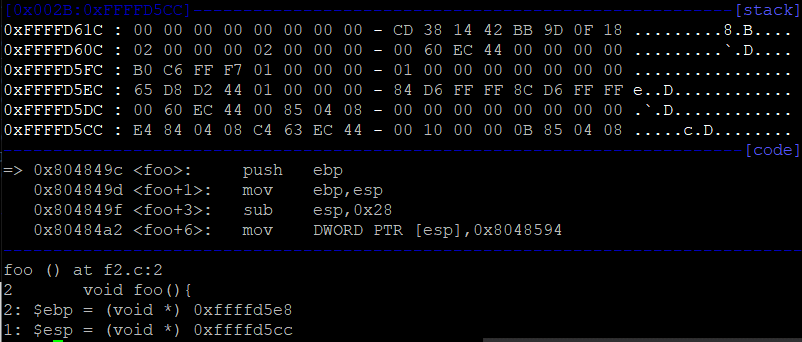 [0x002B:0xFFFFD5CC]-----------------------------------------------------------[stack]
0xFFFFD61C : 00 00 00 00 00 00 00 00 - CD 38 14 42 BB 9D 0F 18 .........8.B....
0xFFFFD60C : 02 00 00 00 02 00 00 00 - 00 60 EC 44 00 00 00 00 .........`.D....
0xFFFFD5FC : B0 C6 FF F7 01 00 00 00 - 01 00 00 00 00 00 00 00 ................
0xFFFFD5EC : 65 D8 D2 44 01 00 00 00 - 84 D6 FF FF 8C D6 FF FF e..D............
0xFFFFD5DC : 00 60 EC 44 00 85 04 08 - 00 00 00 00 00 00 00 00 .`.D............
0xFFFFD5CC : E4 84 04 08 C4 63 EC 44 - 00 10 00 00 0B 85 04 08 .....c.D........
--------------------------------------------------------------------------[code]
=> 0x804849c <foo>: push ebp
0x804849d <foo+1>: mov ebp,esp
0x804849f <foo+3>: sub esp,0x28
0x80484a2 <foo+6>: mov DWORD PTR [esp],0x8048594
--------------------------------------------------------------------------------
foo () at f2.c:2
2 void foo(){
2: $ebp = (void *) 0xffffd5e8
1: $esp = (void *) 0xffffd5cc